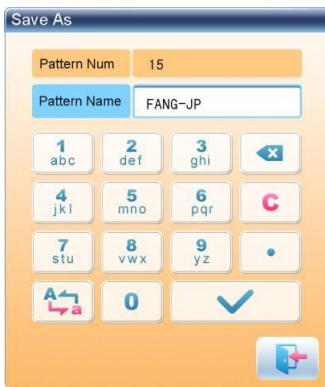 Save As
Pattern Num 15
Pattern Name FANG-JP
1 2 3
abc def ghi
4 5 6 C
jkl mno pqr
7 8 9 .
stu vwx yz
A a 0